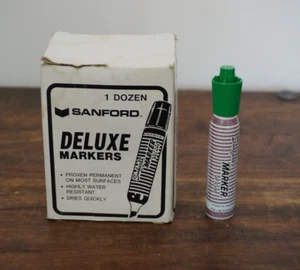 1 DOZEN
SANFORD®
DELUXE
MARKERS
• PROVEN PERMANENT
ON MOST SURFACES
• HIGHLY WATER
RESISTANT
• DRIES QUICKLY
MARKER